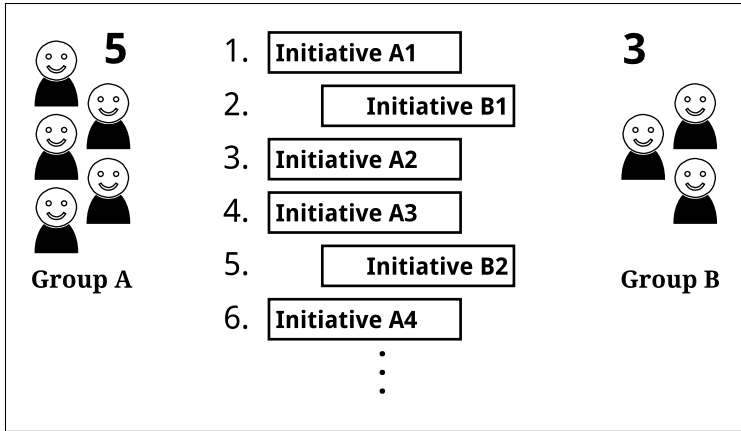 5
3
1. Initiative A1
2. Initiative B1
3. Initiative A2
4. Initiative A3
5. Initiative B2
6. Initiative A4
Group A
Group B